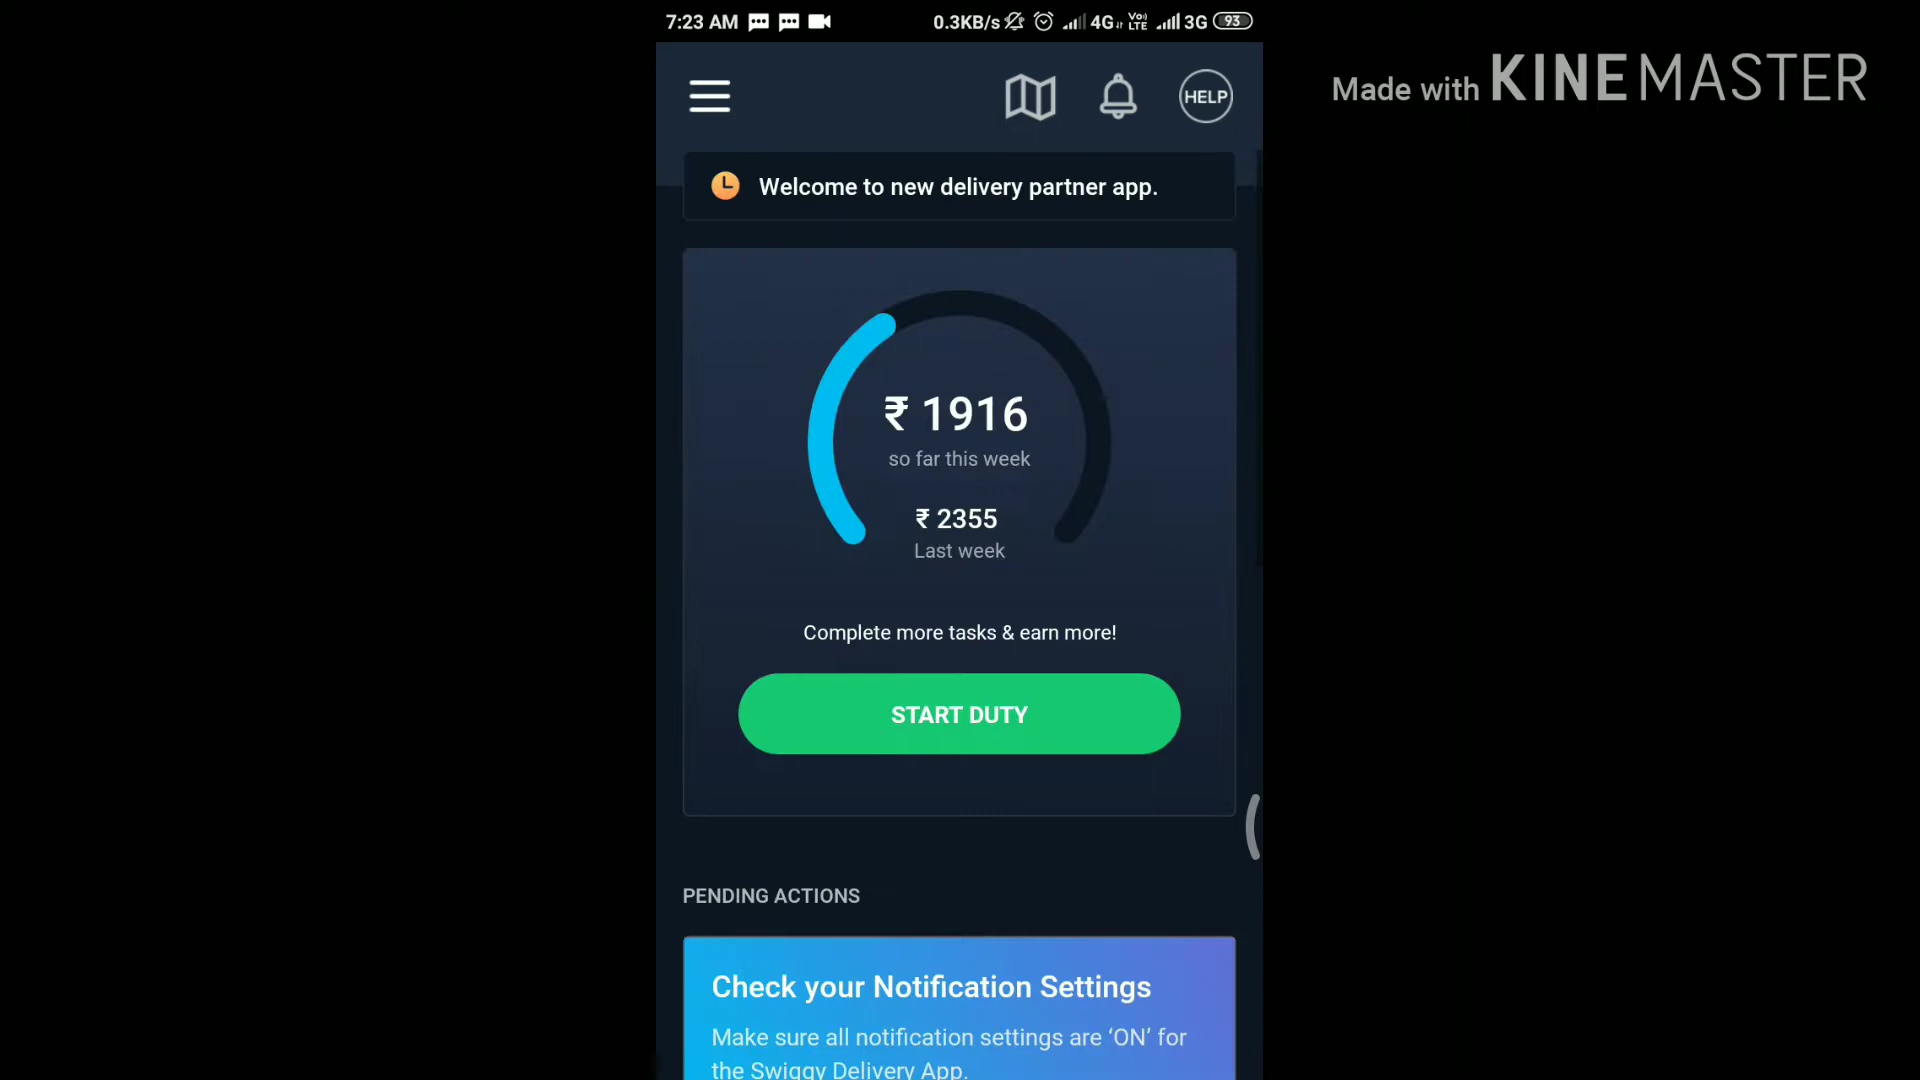 7:23 AM 0.3KB/s 4G Vo) LTE 3G 93
Made with KINEMASTER
HELP
Welcome to new delivery partner app.
₹ 1916
so far this week
₹ 2355
Last week
Complete more tasks & earn more!
START DUTY
PENDING ACTIONS
Check your Notification Settings
Make sure all notification settings are ‘ON’ for
the Swiggy Delivery App.